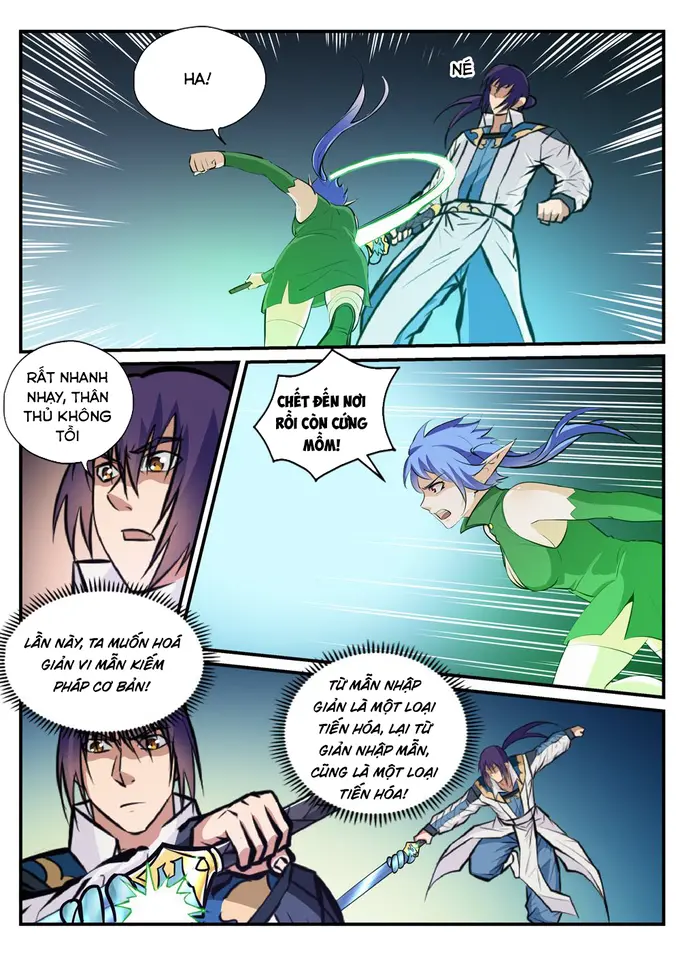 HA!
NÉ
RẤT NHANH
NHẠY, THÂN
THỦ KHÔNG
TỒI
CHẾT ĐẾN NƠI
RỒI CÒN CỨNG
MỒM!
LẦN NÀY, TA MUỐN HOÁ
GIẢN VI MẪN KIẾM
PHÁP CƠ BẢN!
TỪ MẪN NHẬP
GIẢN LÀ MỘT LOẠI
TIẾN HÓA, LẠI TỪ
GIẢN NHẬP MẪN,
CŨNG LÀ MỘT LOẠI
TIẾN HÓA!